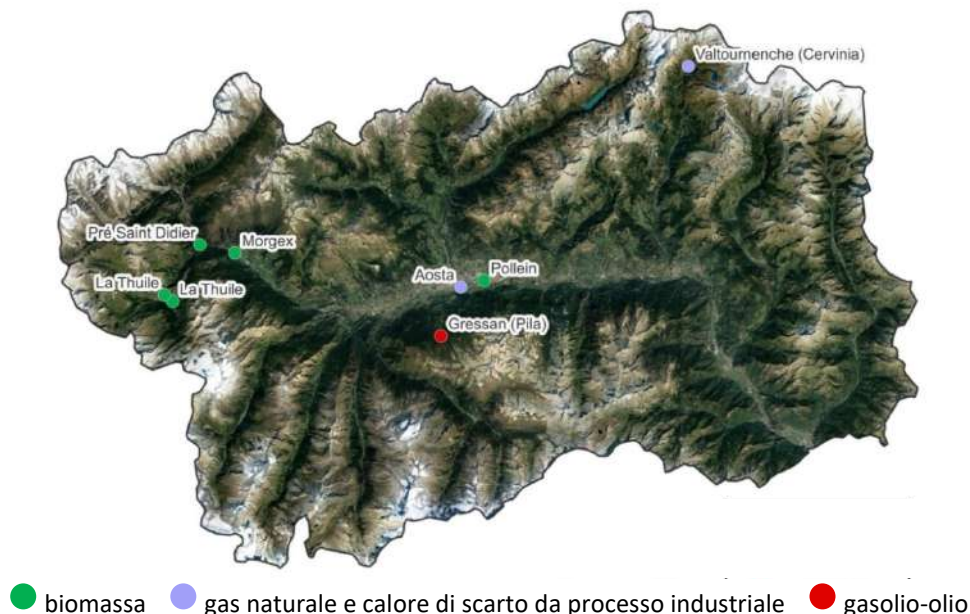 Valtournenche (Cervinia)
Pré Saint Didier
Morgex
La Thuile
La Thuile
Aosta
Pollein
Gressan (Pila)
biomassa gas naturale e calore di scarto da processo industriale gasolio-olio